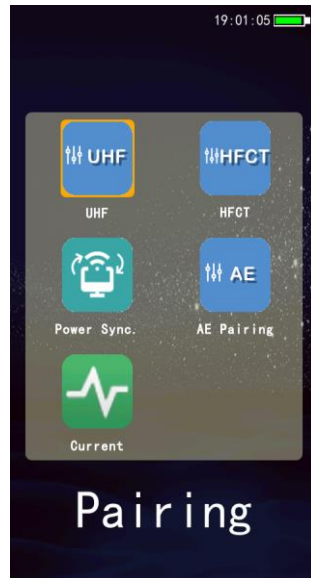 19:01:05
UHF HFCT
UHF HFCT
AE
Power Sync. AE Pairing
Current
Pairing